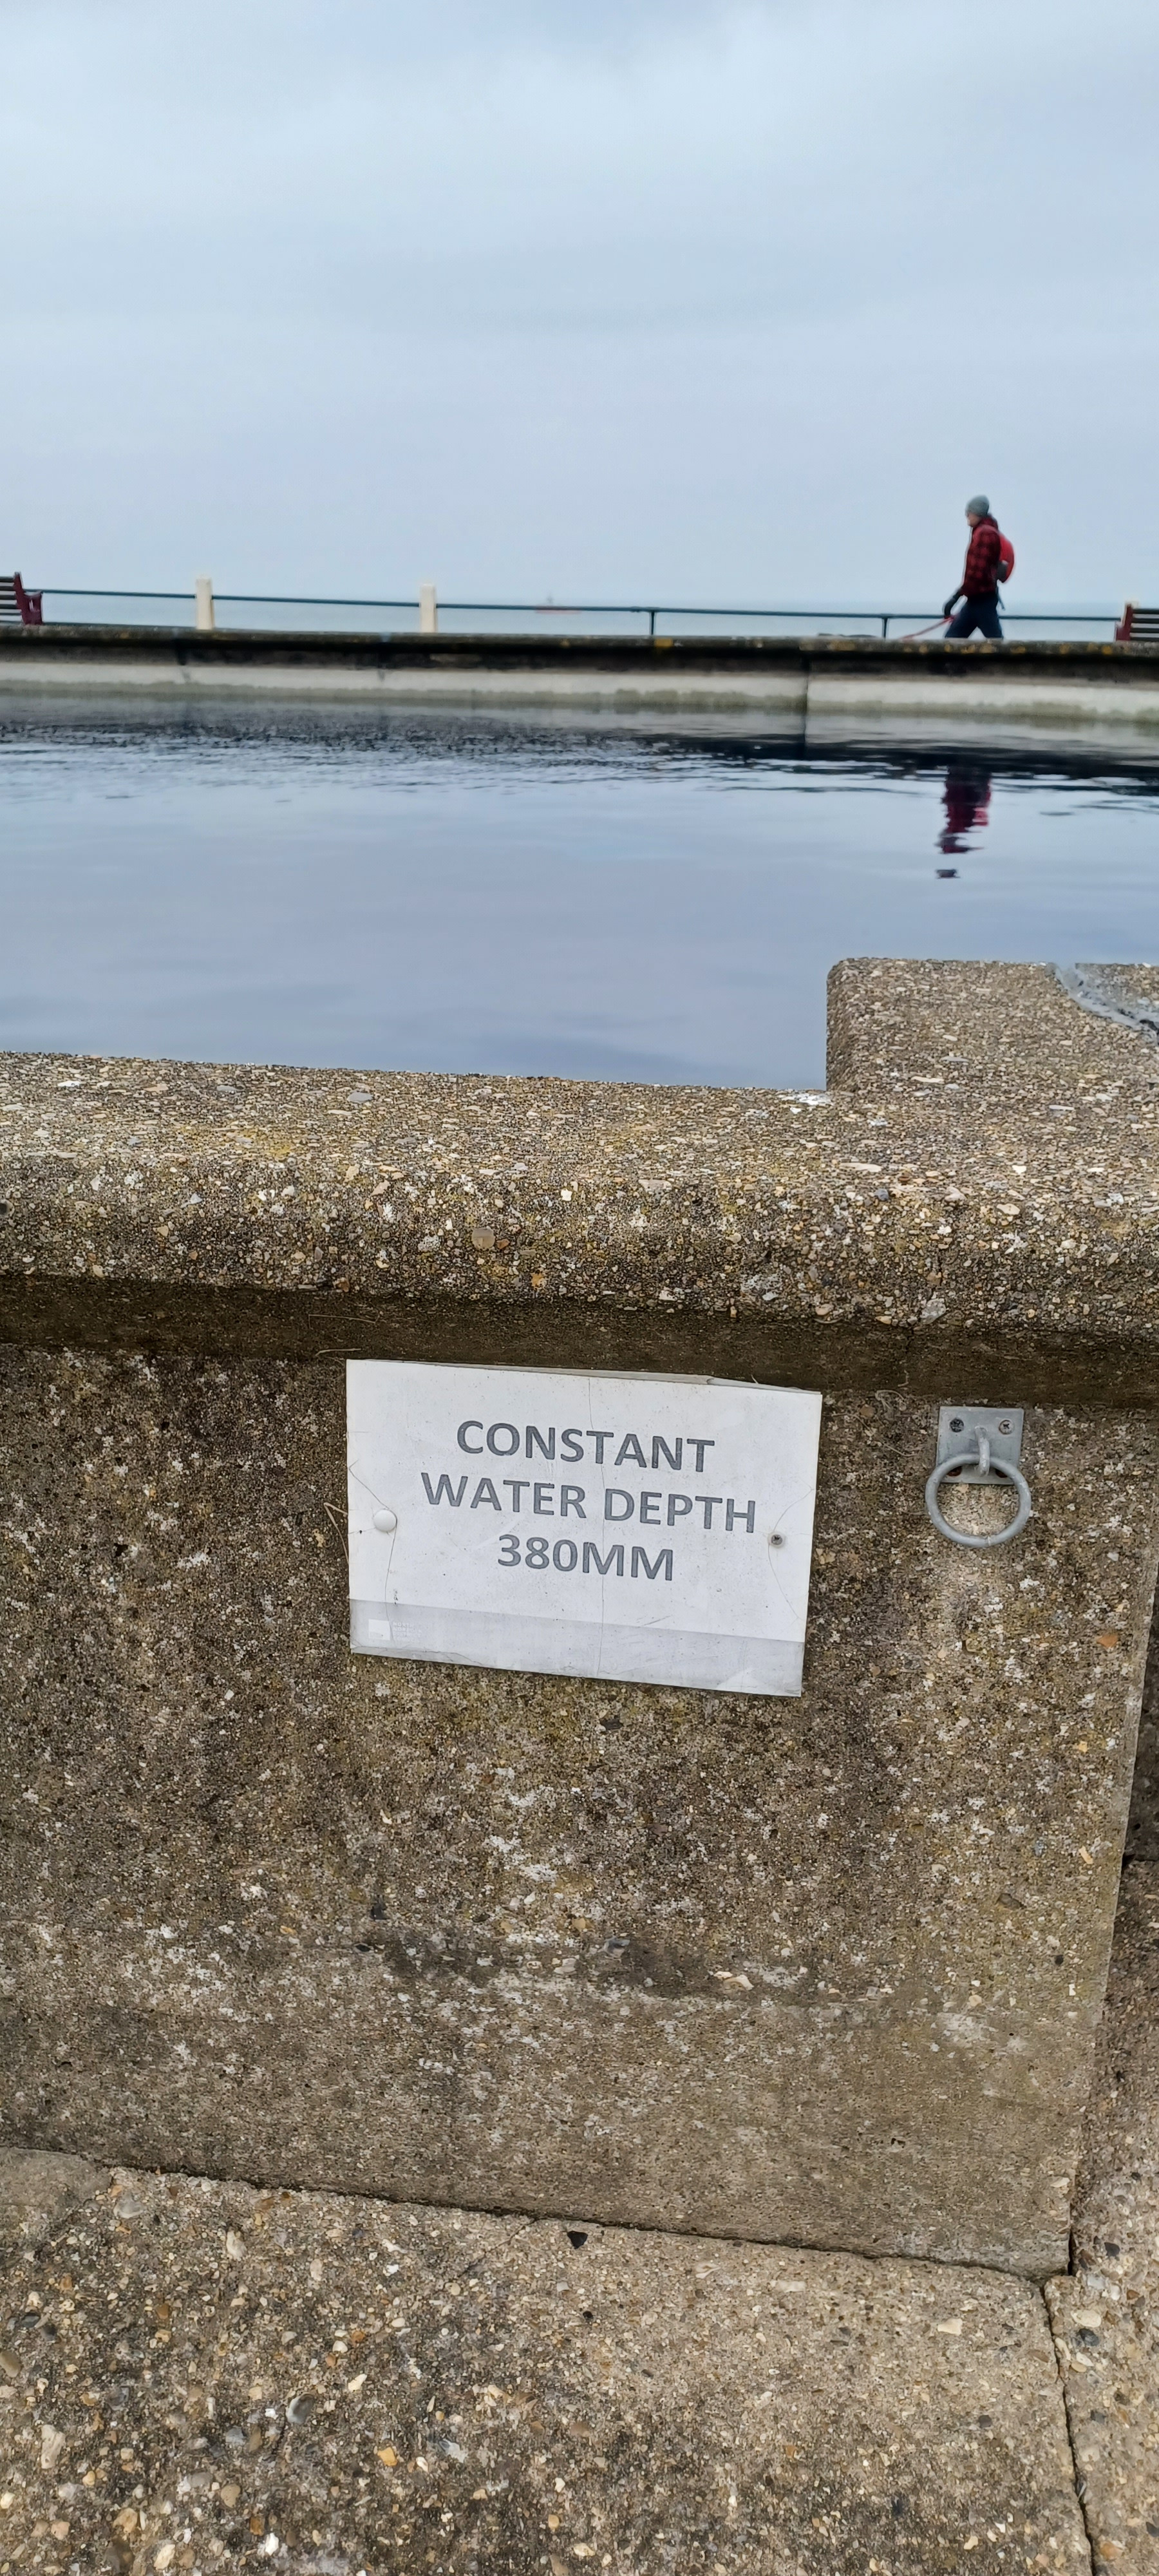 CONSTANT
WATER DEPTH
380MM